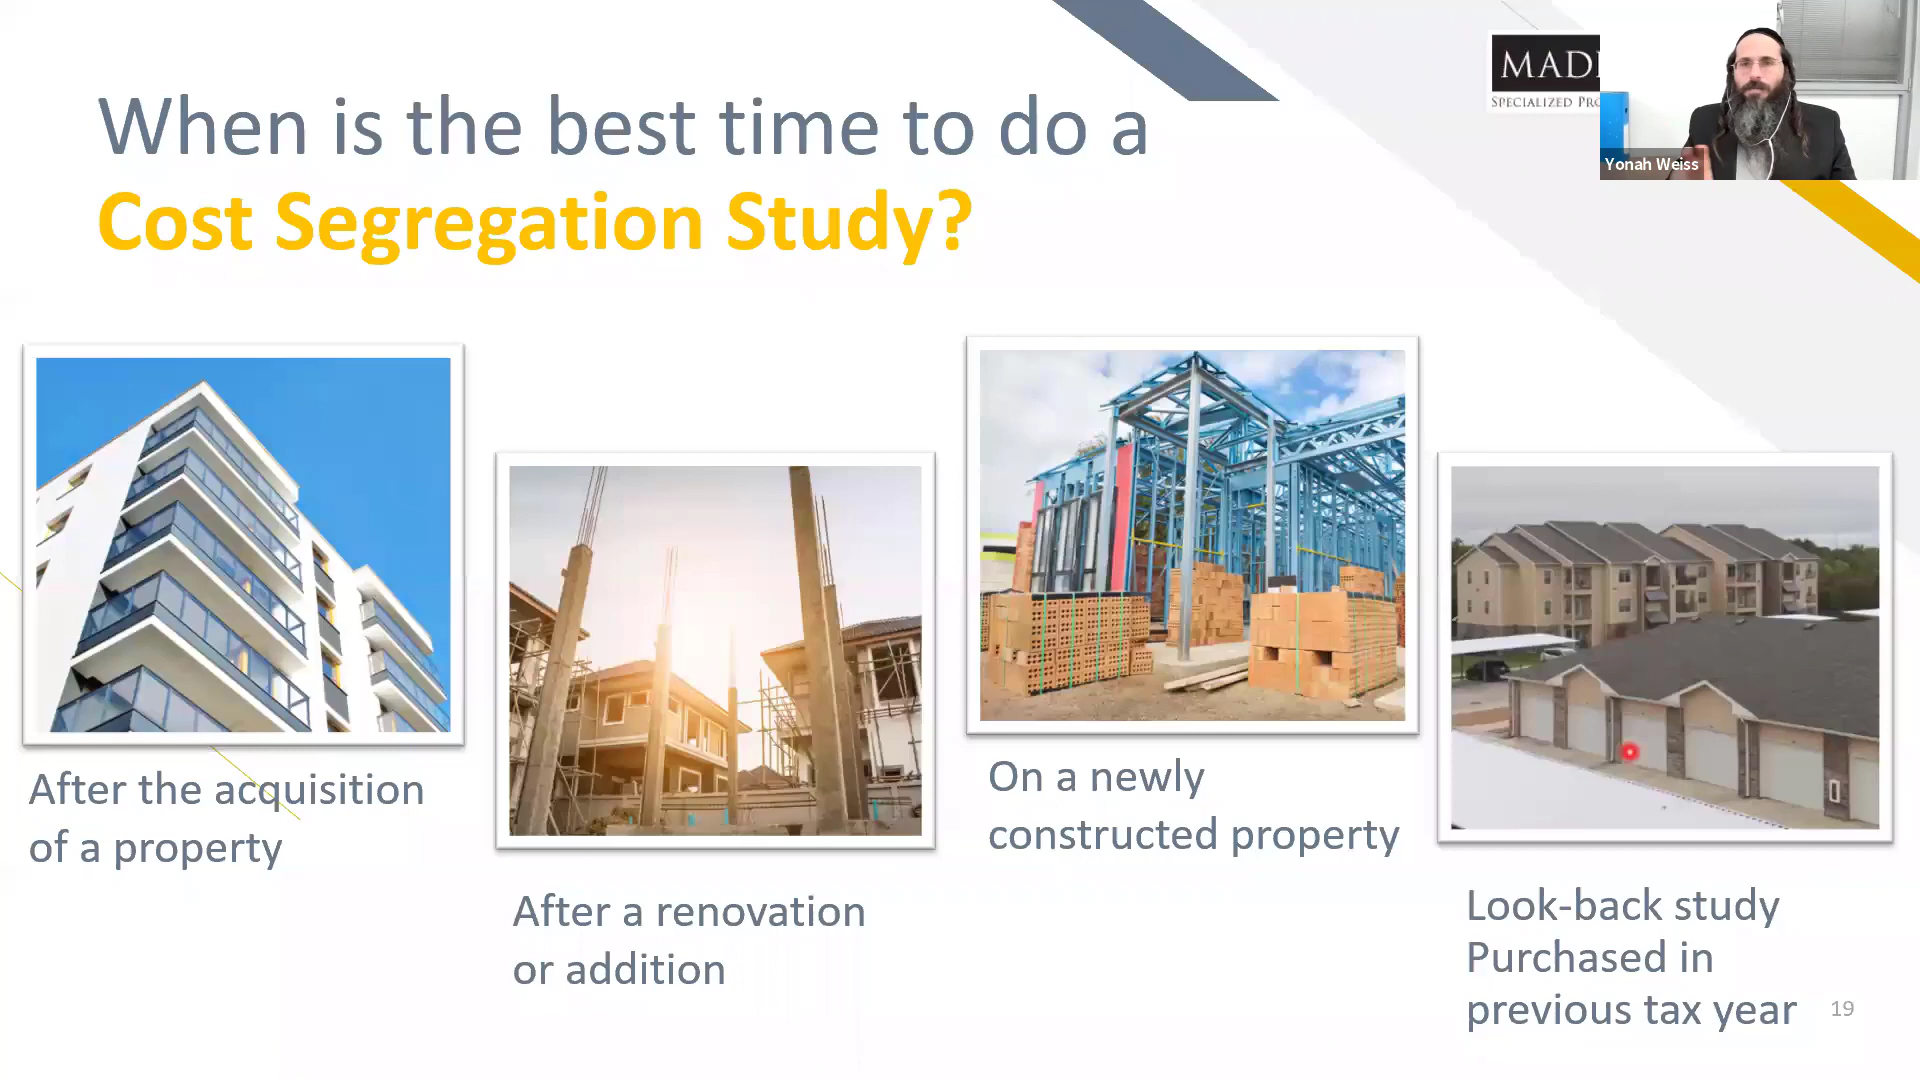 When is the best time to do a
Cost Segregation Study?
SPECIALIZED
Yonah Weiss
After the acquisition
of a property
After a renovation
or addition
On a newly
constructed property
Look-back study
Purchased in
previous tax year
19